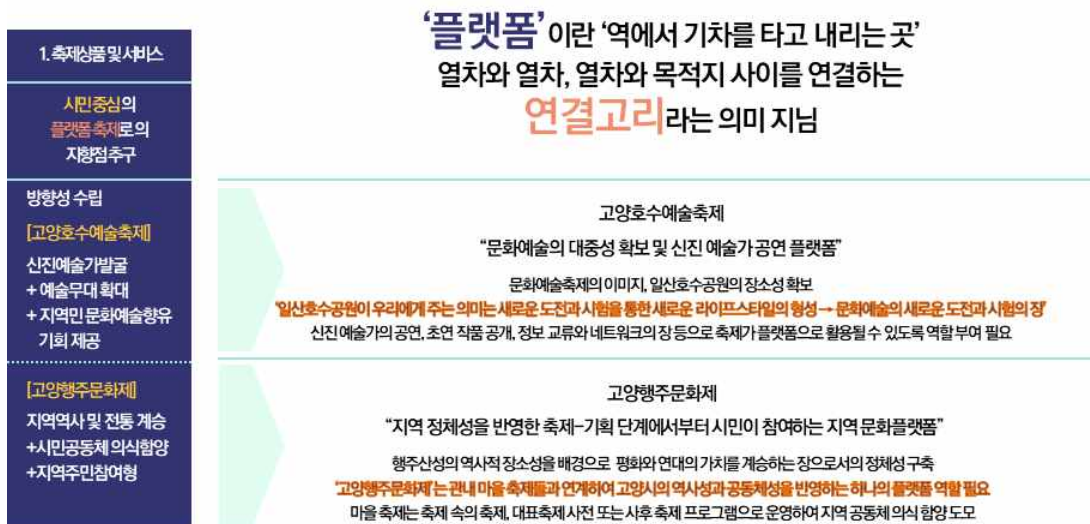 1. 축제상품 및 서비스
시민중심의
플랫폼 축제로의
지향점 추구
‘플랫폼’이란 ‘역에서 기차를 타고 내리는 곳’
열차와 열차, 열차와 목적지 사이를 연결하는
연결고리라는 의미 지님
방향성 수립
[고양호수예술축제]
신진예술가발굴
+ 예술무대 확대
+ 지역민 문화예술향유
기회 제공
고양호수예술축제
“문화예술의 대중성 확보 및 신진 예술가 공연 플랫폼”
문화예술축제의 이미지, 일산호수공원의 장소성 확보
‘일산호수공원이 우리에게 주는 의미는 새로운 도전과 시험을 통한 새로운 라이프스타일의 형성 → 문화예술의 새로운 도전과 시험의 장’
신진 예술가의 공연, 초연 작품 공개, 정보 교류와 네트워크의 장 등으로 축제가 플랫폼으로 활용될 수 있도록 역할 부여 필요
[고양행주문화제]
지역역사 및 전통 계승
+시민공동체 의식함양
+지역주민참여형
고양행주문화제
“지역 정체성을 반영한 축제–기획 단계에서부터 시민이 참여하는 지역 문화플랫폼”
행주산성의 역사적 장소성을 배경으로 평화와 연대의 가치를 계승하는 장으로서의 정체성 구축
‘고양행주문화제’는 관내 마을 축제들과 연계하여 고양시의 역사성과 공동체성을 반영하는 하나의 플랫폼 역할 필요
마을 축제는 축제 속의 축제, 대표축제 사전 또는 사후 축제 프로그램으로 운영하여 지역 공동체 의식 함양 도모